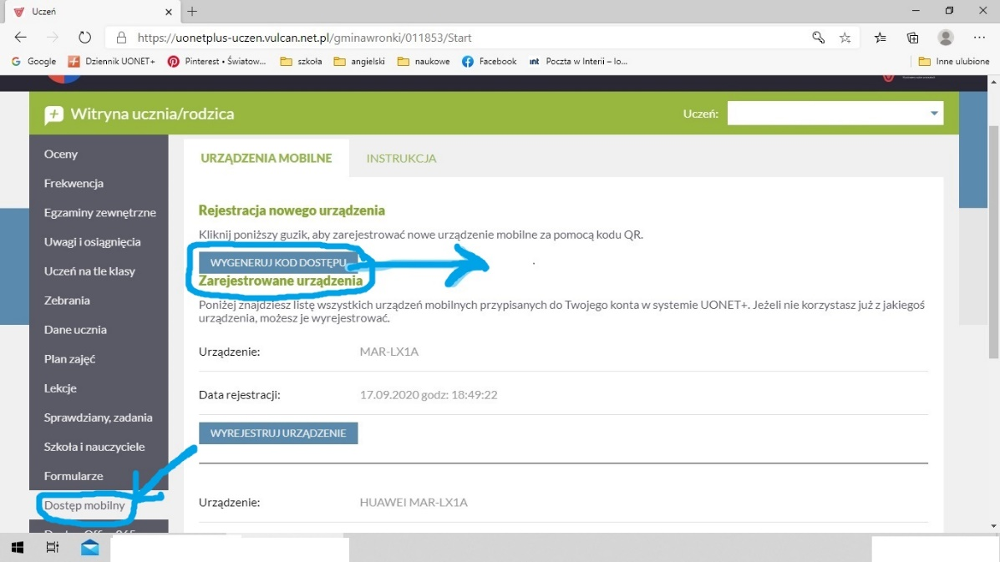 Uczeń
https://uonetplus-uczen.vulcan.net.pl/gminawronki/011853/Start
Google Dziennik UONET+ Pinterest • Światow... szkoła angielski naukowe Facebook int Poczta w Interii – lo... Inne ulubione
Witryna ucznia/rodzica
Uczeń:
Oceny
Frekwencja
Egzaminy zewnętrzne
Uwagi i osiągnięcia
Uczeń na tle klasy
Zebrania
Dane ucznia
Plan zajęć
Lekcje
Sprawdziany, zadania
Szkoła i nauczyciele
Formularze
Dostęp mobilny
URZĄDZENIA MOBILNE INSTRUKCJA
Rejestracja nowego urządzenia
Kliknij poniższy guzik, aby zarejestrować nowe urządzenie mobilne za pomocą kodu QR.
WYGENERUJ KOD DOSTĘPU
Zarejestrowane urządzenia
Poniżej znajdziesz listę wszystkich urządzeń mobilnych przypisanych do Twojego konta w systemie UONET+. Jeżeli nie korzystasz już z jakiegoś
urządzenia, możesz je wyrejestrować.
Urządzenie: MAR-LX1A
Data rejestracji: 17.09.2020 godz: 18:49:22
WYREJESTRUJ URZĄDZENIE
Urządzenie: HUAWEI MAR-LX1A